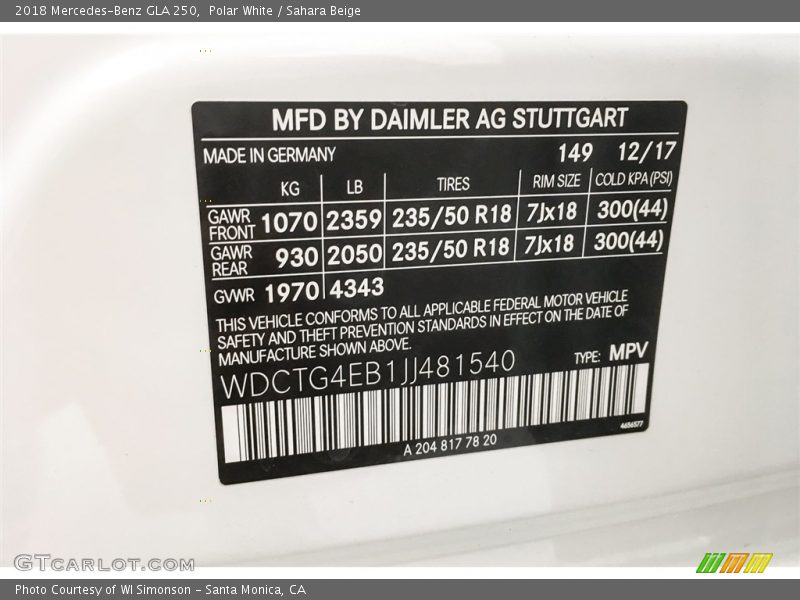 2018 Mercedes-Benz GLA 250,  Polar White / Sahara Beige
MFD BY DAIMLER AG STUTTGART
MADE IN GERMANY 149 12/17
KG LB TIRES RIM SIZE COLD KPA (PSI)
GAWR FRONT 1070 2359 235/50 R18 7Jx18 300(44)
GAWR REAR 930 2050 235/50 R18 7Jx18 300(44)
GVWR 1970 4343
THIS VEHICLE CONFORMS TO ALL APPLICABLE FEDERAL MOTOR VEHICLE
SAFETY AND THEFT PREVENTION STANDARDS IN EFFECT ON THE DATE OF
MANUFACTURE SHOWN ABOVE.
WDCTG4EB1JJ481540 TYPE: MPV
A 204 817 78 20 4656577
GTCARLOT.COM
Photo Courtesy of WI Simonson - Santa Monica, CA